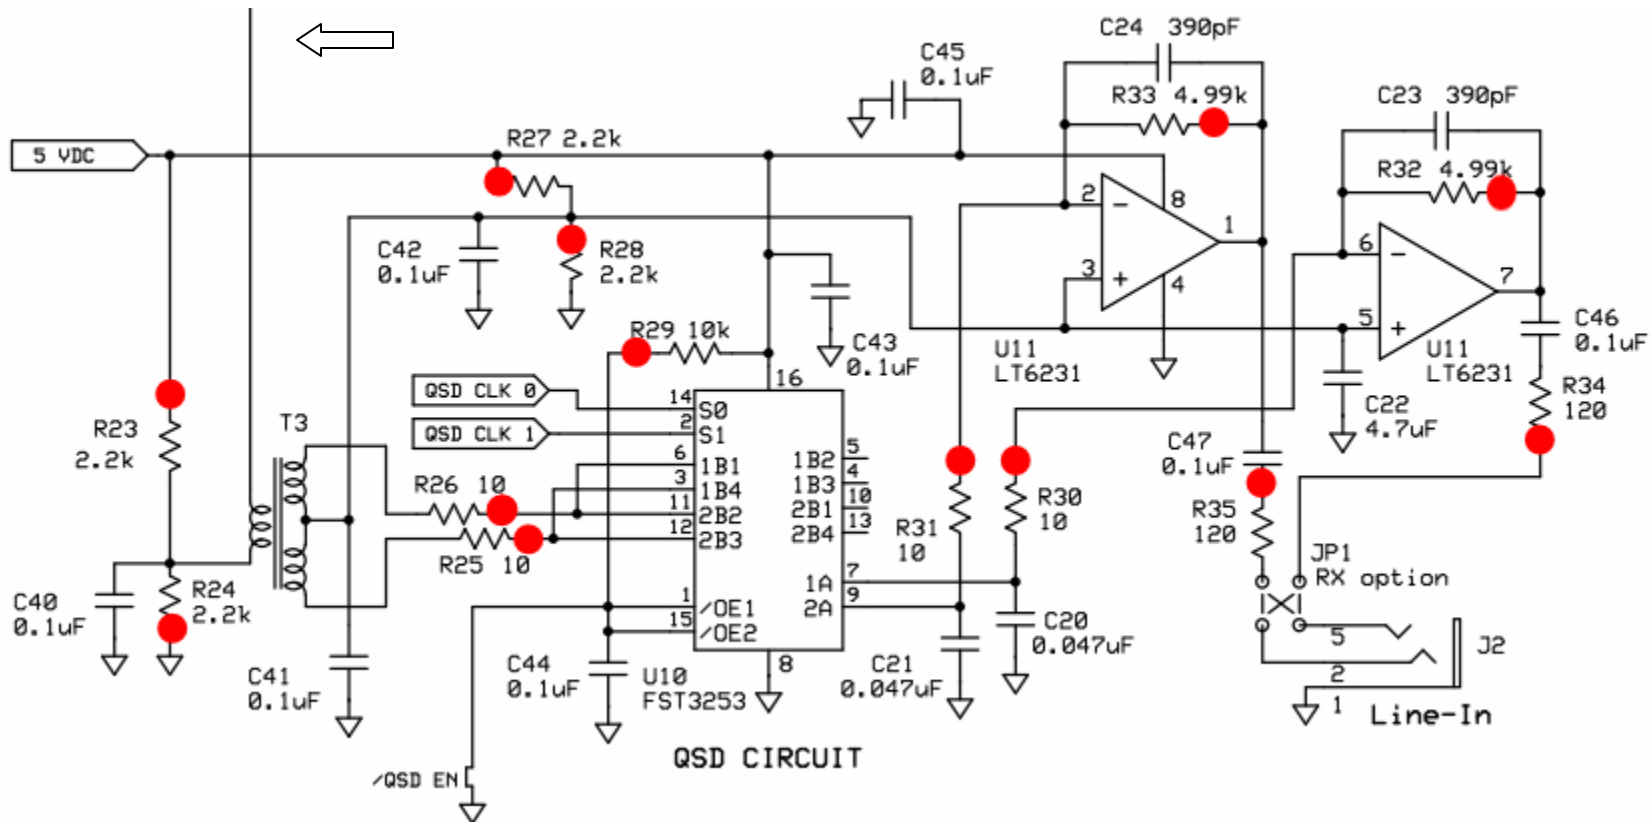 C24 390pF
C45
0.1uF
R33 4.99k
C23 390pF
5 VDC
R27 2.2k
R32 4.99k
2
8
1
3
4
6
7
5
C42
0.1uF
R28
2.2k
R29 10k
C43
0.1uF
U11
LT6231
U11
LT6231
C46
0.1uF
R34
120
C22
4.7uF
16
QSD CLK 0
14
S0
QSD CLK 1
2
S1
R23
2.2k
T3
6
1B1
3
1B4
11
2B2
12
2B3
5
1B2
4
1B3
10
2B1
13
2B4
R26 10
R25 10
R31
10
R30
10
C47
0.1uF
R35
120
JP1
RX option
7
1A
9
2A
1
/OE1
15
/OE2
8
C40
0.1uF
R24
2.2k
C41
0.1uF
C44
0.1uF
U10
FST3253
C21
0.047uF
C20
0.047uF
5
2
1
J2
Line-In
QSD CIRCUIT
/QSD EN